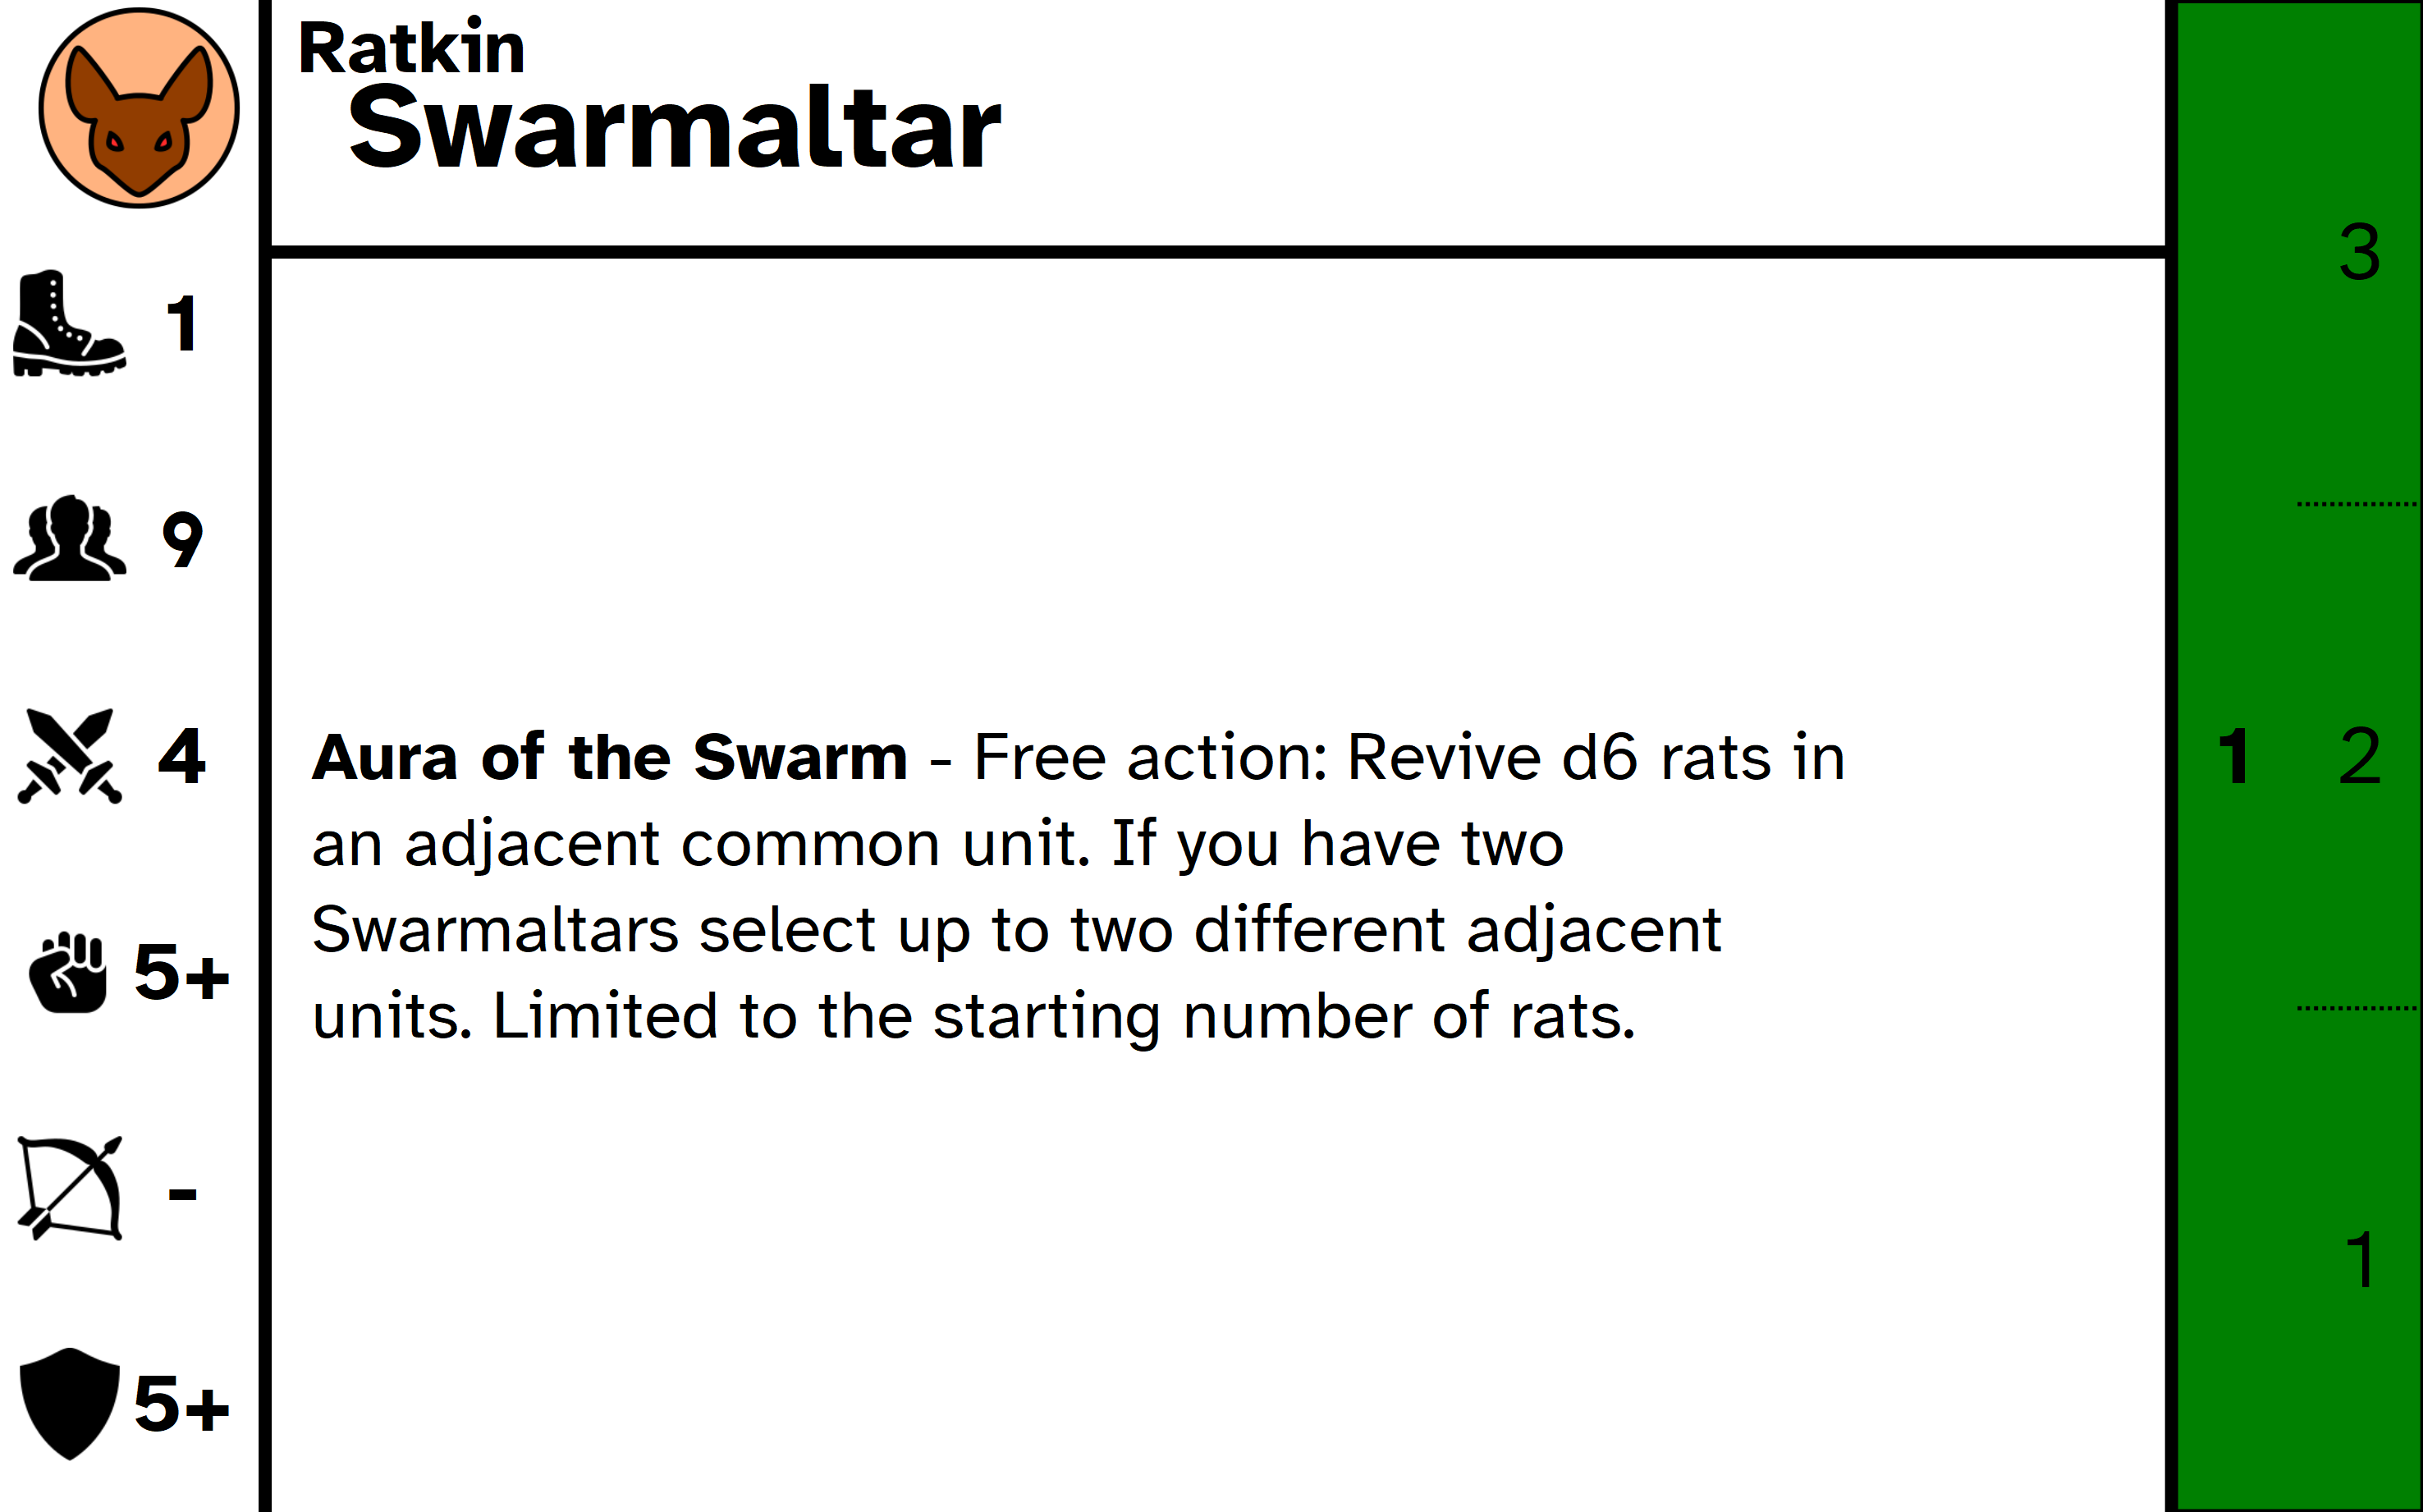 Ratkin
Swarmaltar
1
9
4
5+
-
5+
Aura of the Swarm - Free action: Revive d6 rats in
an adjacent common unit. If you have two
Swarmaltars select up to two different adjacent
units. Limited to the starting number of rats.
3
1 2
1